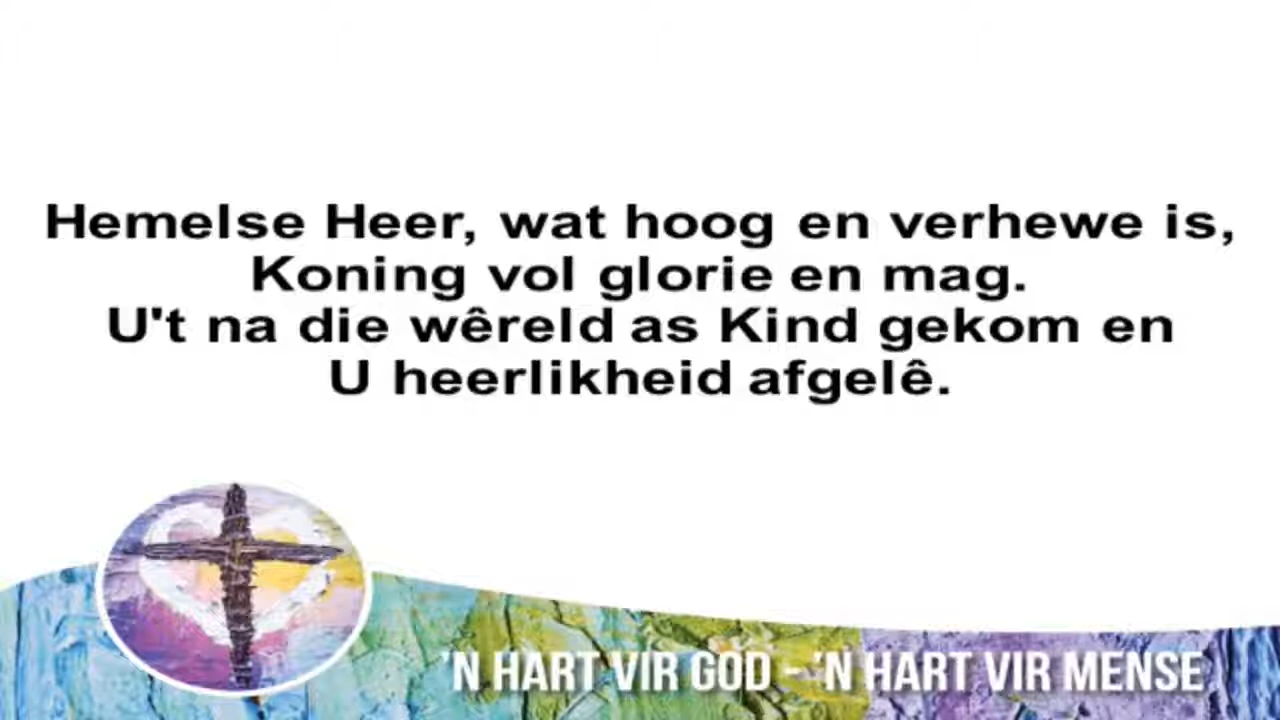 Hemelse Heer, wat hoog en verhewe is,
Koning vol glorie en mag.
U't na die wêreld as Kind gekom en
U heerlikheid afgelê.
'N HART VIR GOD - 'N HART VIR MENSE